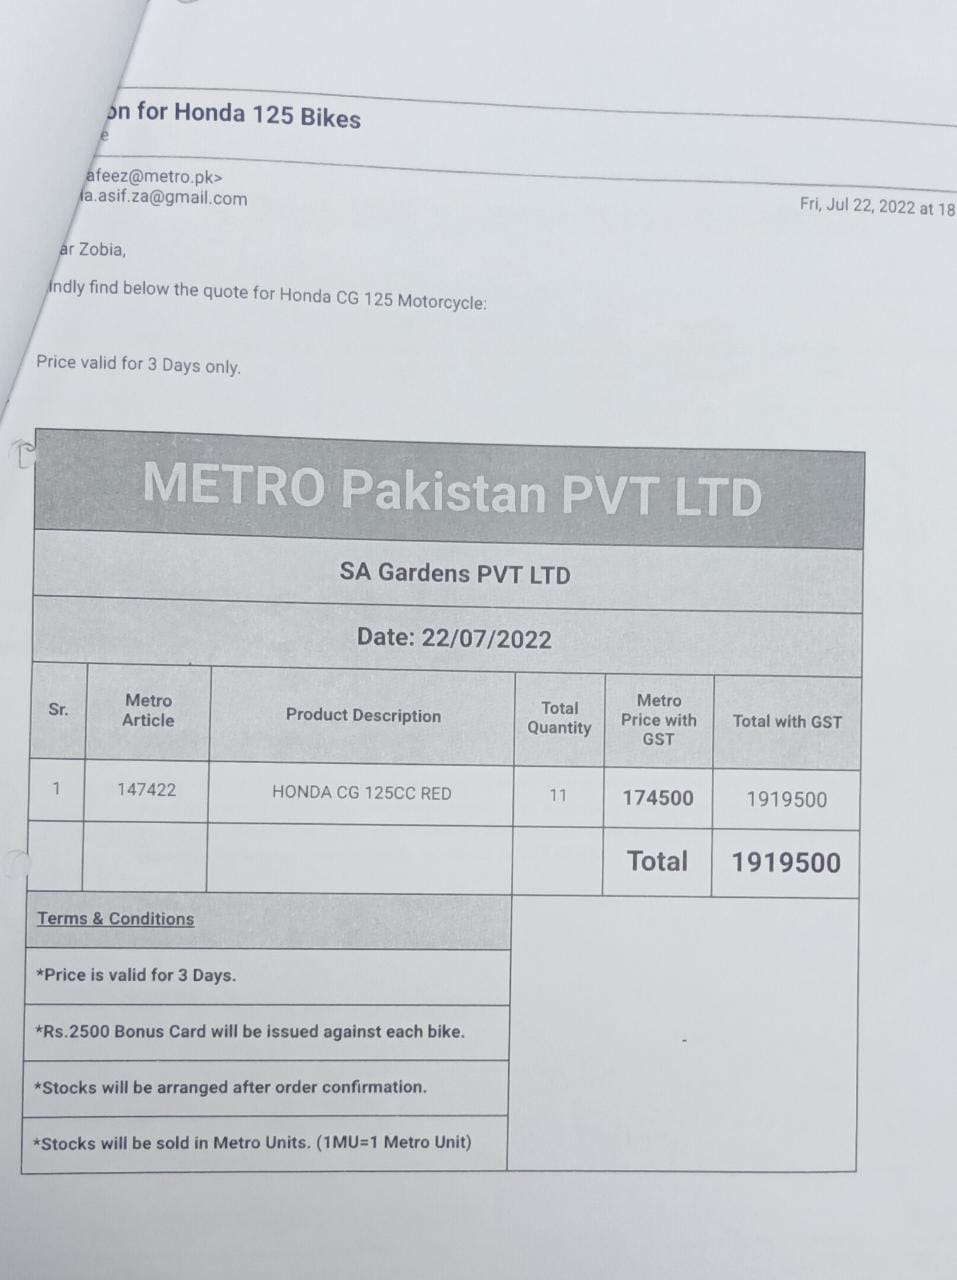 on for Honda 125 Bikes
e
afeez@metro.pk>
a.asif.za@gmail.com
Fri, Jul 22, 2022 at 18
ar Zobia,
indly find below the quote for Honda CG 125 Motorcycle:
Price valid for 3 Days only.
METRO Pakistan PVT LTD
SA Gardens PVT LTD
Date: 22/07/2022
Sr. Metro Article Product Description Total Quantity Metro Price with GST Total with GST
1 147422 HONDA CG 125CC RED 11 174500 1919500
Total 1919500
Terms & Conditions
*Price is valid for 3 Days.
*Rs.2500 Bonus Card will be issued against each bike.
*Stocks will be arranged after order confirmation.
*Stocks will be sold in Metro Units. (1MU=1 Metro Unit)